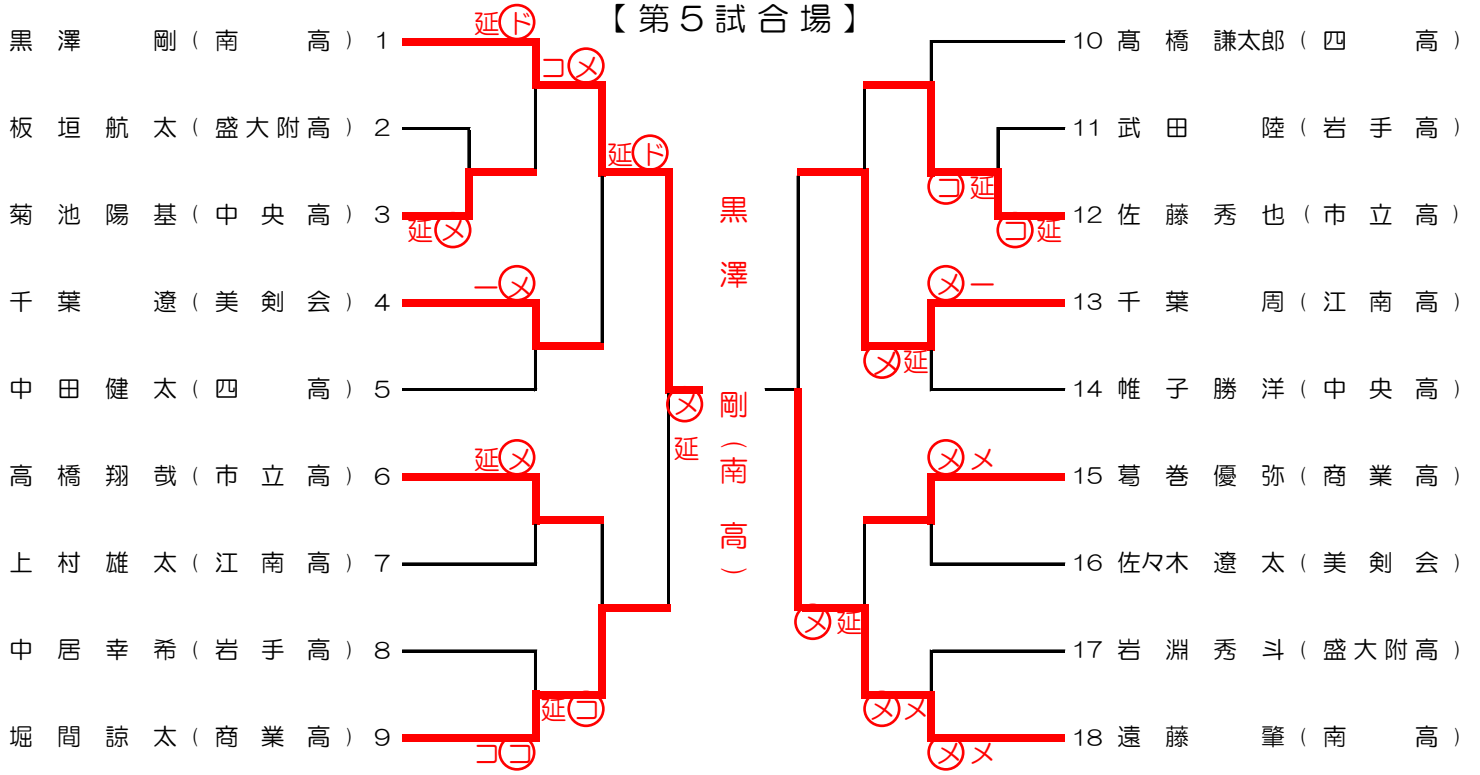 【第５試合場】
黒澤　剛（南　高）1
板垣航太（盛大附高）2
菊池陽基（中央高）3
千葉　遼（美剣会）4
中田健太（四　高）5
高橋翔哉（市立高）6
上村雄太（江南高）7
中居幸希（岩手高）8
堀間諒太（商業高）9
延ド
コメ
延ド
延メ
一メ
延メ
延コ
ココ
メ
延
黒澤　剛（南高）
10 髙橋謙太郎（四　高）
11 武田　陸（岩手高）
12 佐藤秀也（市立高）
13 千葉　周（江南高）
14 帷子勝洋（中央高）
15 葛巻優弥（商業高）
16 佐々木遼太（美剣会）
17 岩淵秀斗（盛大附高）
18 遠藤　肇（南　高）
コ延
コ延
メ一
メ延
メメ
メ延
メメ
メメ